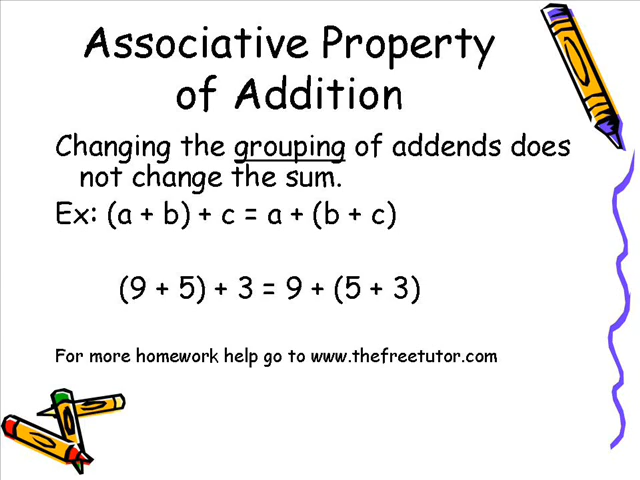 Associative Property
of Addition
Changing the grouping of addends does
not change the sum.
Ex: (a + b) + c = a + (b + c)
(9 + 5) + 3 = 9 + (5 + 3)
For more homework help go to www.thefreetutor.com